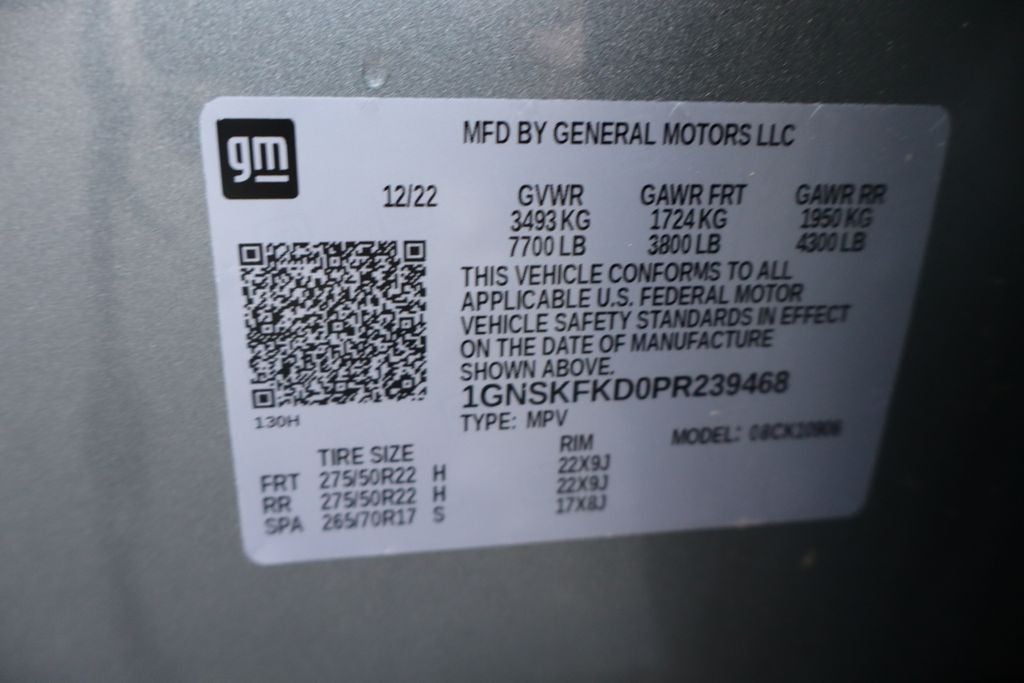 gm
MFD BY GENERAL MOTORS LLC
12/22 GVWR GAWR FRT GAWR RR
3493 KG 1724 KG 1950 KG
7700 LB 3800 LB 4300 LB
THIS VEHICLE CONFORMS TO ALL
APPLICABLE U.S. FEDERAL MOTOR
VEHICLE SAFETY STANDARDS IN EFFECT
ON THE DATE OF MANUFACTURE
SHOWN ABOVE.
1GNSKFKD0PR239468
130H
TYPE: MPV
MODEL:
TIRE SIZE RIM
FRT 275/50R22 H 22X9J
RR 275/50R22 H 22X9J
SPA 265/70R17 S 17X8J